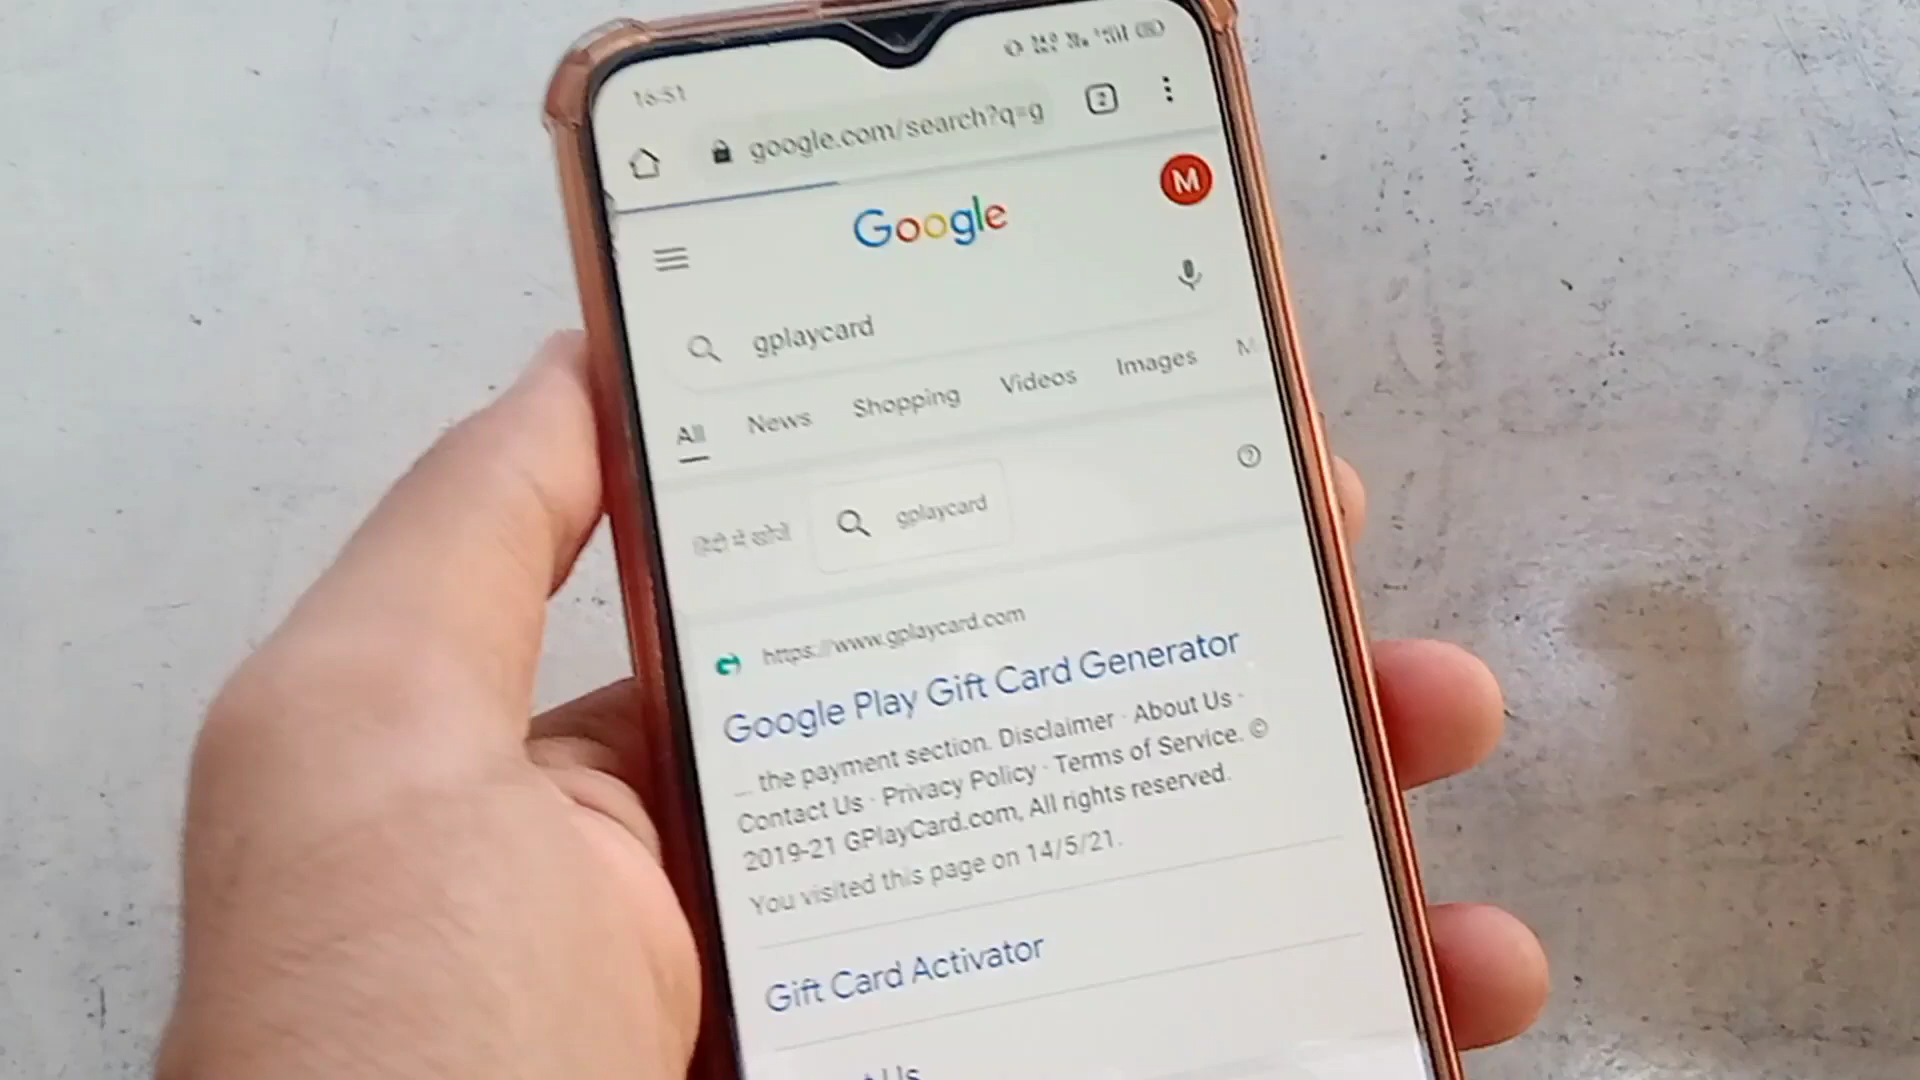 16:51
google.com/search?q=g
2
M
Google
gplaycard
All News Shopping Videos Images M
हिंदी में खोजें gplaycard
https://www.gplaycard.com
Google Play Gift Card Generator
... the payment section. Disclaimer · About Us ·
Contact Us · Privacy Policy · Terms of Service. ©
2019-21 GPlayCard.com, All rights reserved.
You visited this page on 14/5/21.
Gift Card Activator
Us